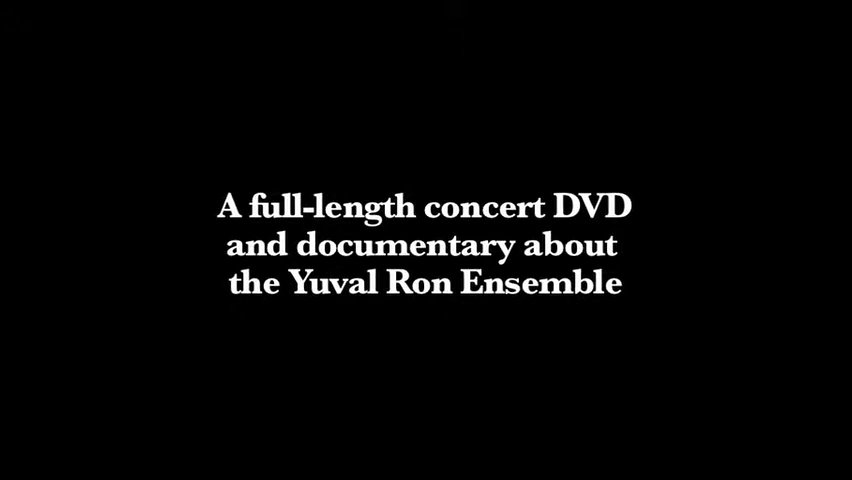 A full-length concert DVD
and documentary about
the Yuval Ron Ensemble